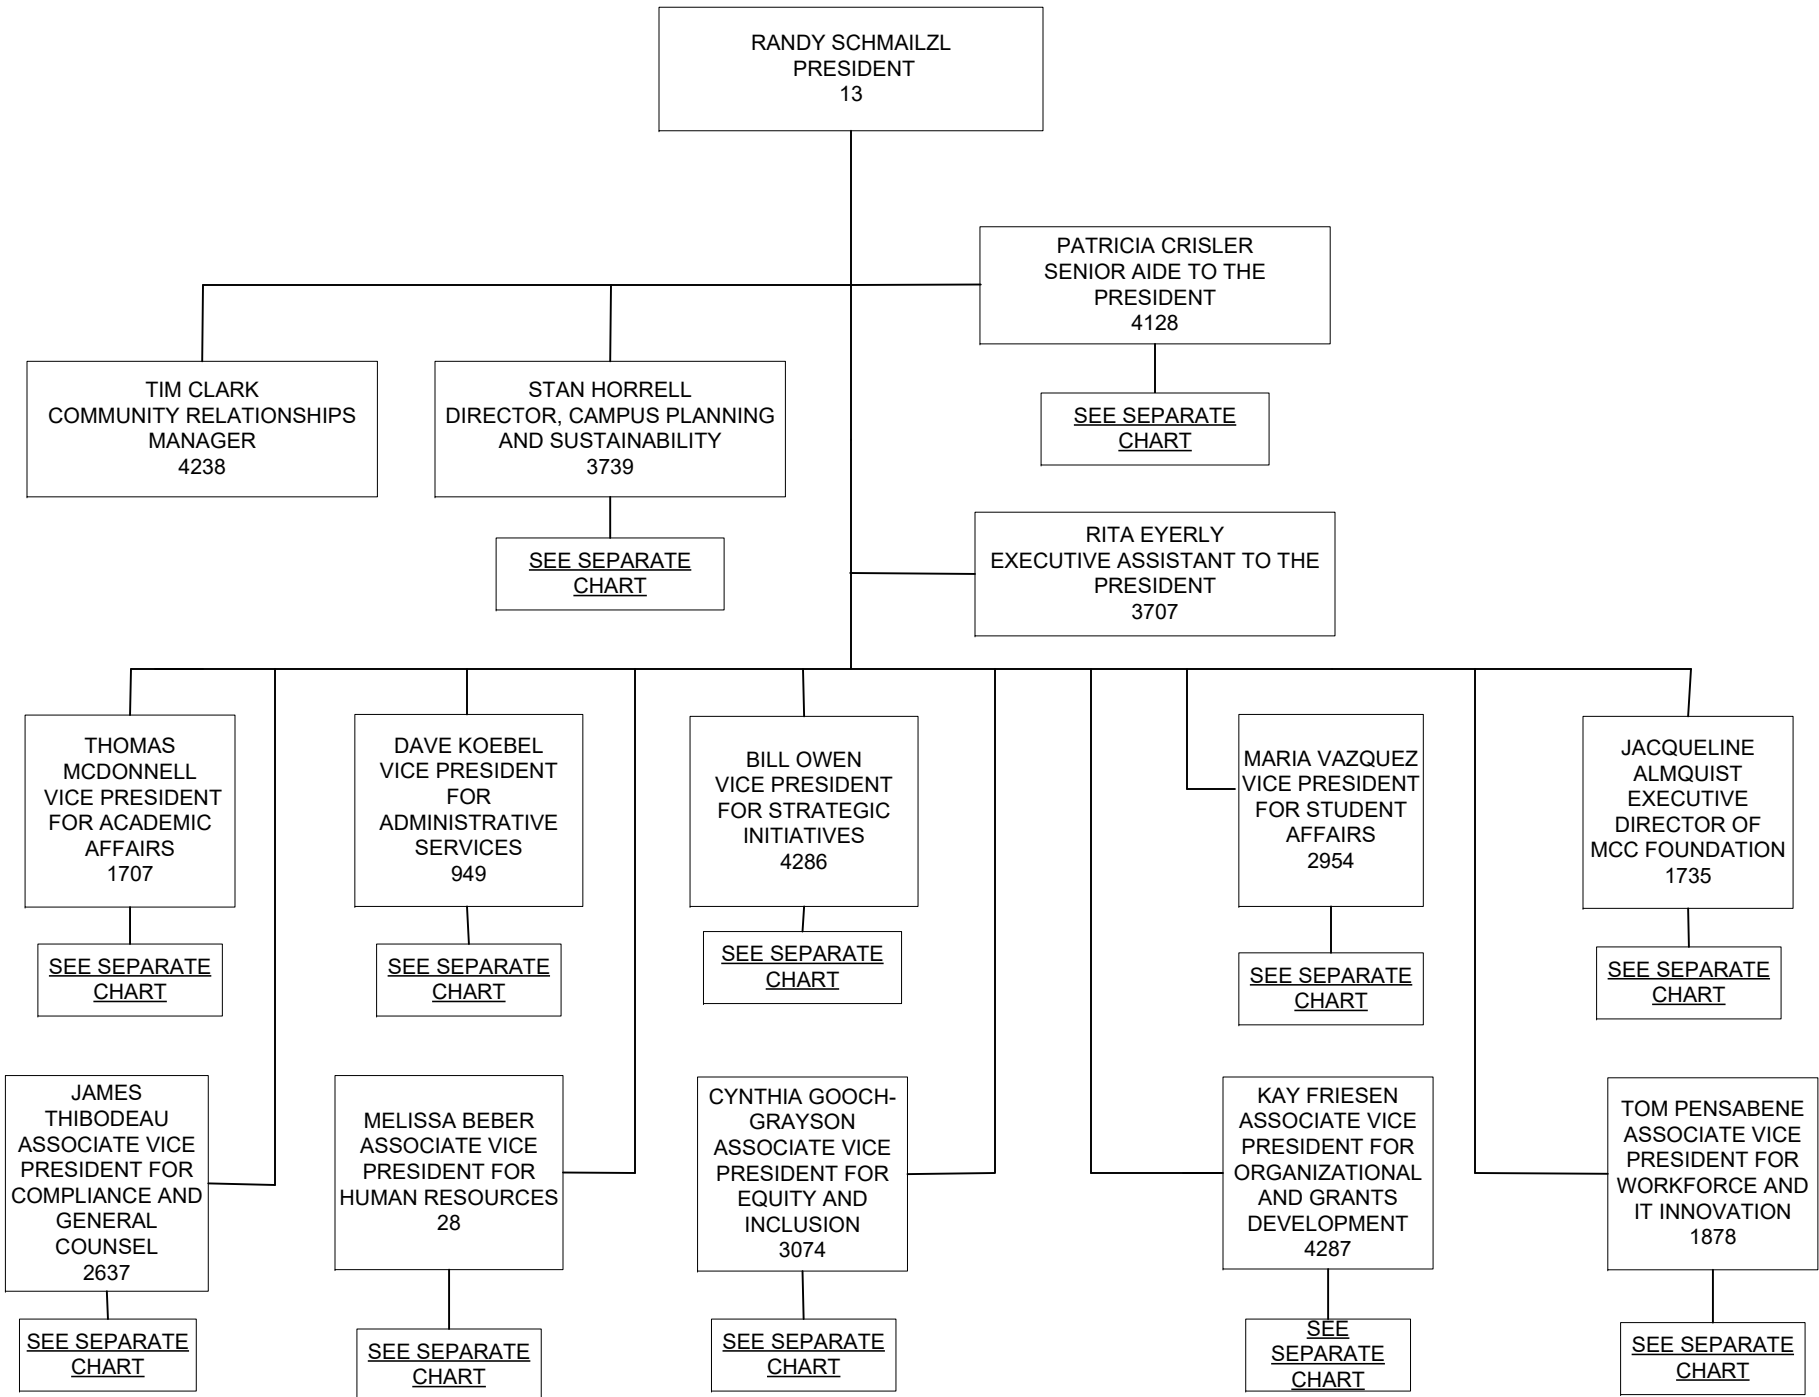 RANDY SCHMAILZL
PRESIDENT
13
PATRICIA CRISLER
SENIOR AIDE TO THE
PRESIDENT
4128
SEE SEPARATE
CHART
TIM CLARK
COMMUNITY RELATIONSHIPS
MANAGER
4238
STAN HORRELL
DIRECTOR, CAMPUS PLANNING
AND SUSTAINABILITY
3739
SEE SEPARATE
CHART
RITA EYERLY
EXECUTIVE ASSISTANT TO THE
PRESIDENT
3707
THOMAS
MCDONNELL
VICE PRESIDENT
FOR ACADEMIC
AFFAIRS
1707
SEE SEPARATE
CHART
DAVE KOEBEL
VICE PRESIDENT
FOR
ADMINISTRATIVE
SERVICES
949
SEE SEPARATE
CHART
BILL OWEN
VICE PRESIDENT
FOR STRATEGIC
INITIATIVES
4286
SEE SEPARATE
CHART
MARIA VAZQUEZ
VICE PRESIDENT
FOR STUDENT
AFFAIRS
2954
SEE SEPARATE
CHART
JACQUELINE
ALMQUIST
EXECUTIVE
DIRECTOR OF
MCC FOUNDATION
1735
SEE SEPARATE
CHART
JAMES
THIBODEAU
ASSOCIATE VICE
PRESIDENT FOR
COMPLIANCE AND
GENERAL
COUNSEL
2637
SEE SEPARATE
CHART
MELISSA BEBER
ASSOCIATE VICE
PRESIDENT FOR
HUMAN RESOURCES
28
SEE SEPARATE
CHART
CYNTHIA GOOCH-
GRAYSON
ASSOCIATE VICE
PRESIDENT FOR
EQUITY AND
INCLUSION
3074
SEE SEPARATE
CHART
KAY FRIESEN
ASSOCIATE VICE
PRESIDENT FOR
ORGANIZATIONAL
AND GRANTS
DEVELOPMENT
4287
SEE
SEPARATE
CHART
TOM PENSABENE
ASSOCIATE VICE
PRESIDENT FOR
WORKFORCE AND
IT INNOVATION
1878
SEE SEPARATE
CHART